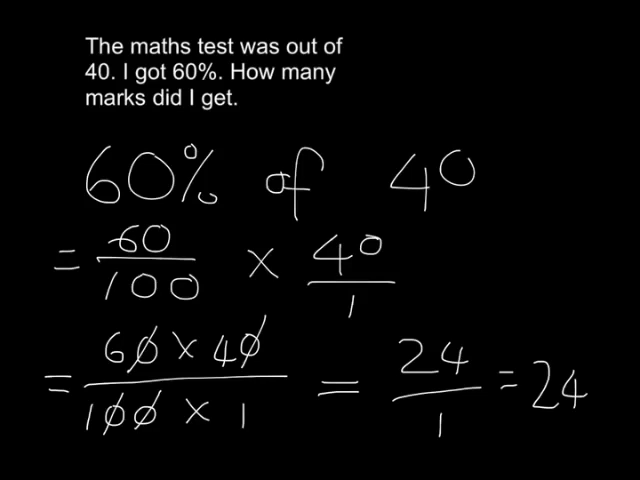 The maths test was out of
40. I got 60%. How many
marks did I get.
60% of 40
= 60/100 × 40/1
= 60 × 40 / 100 × 1 = 24/1 = 24